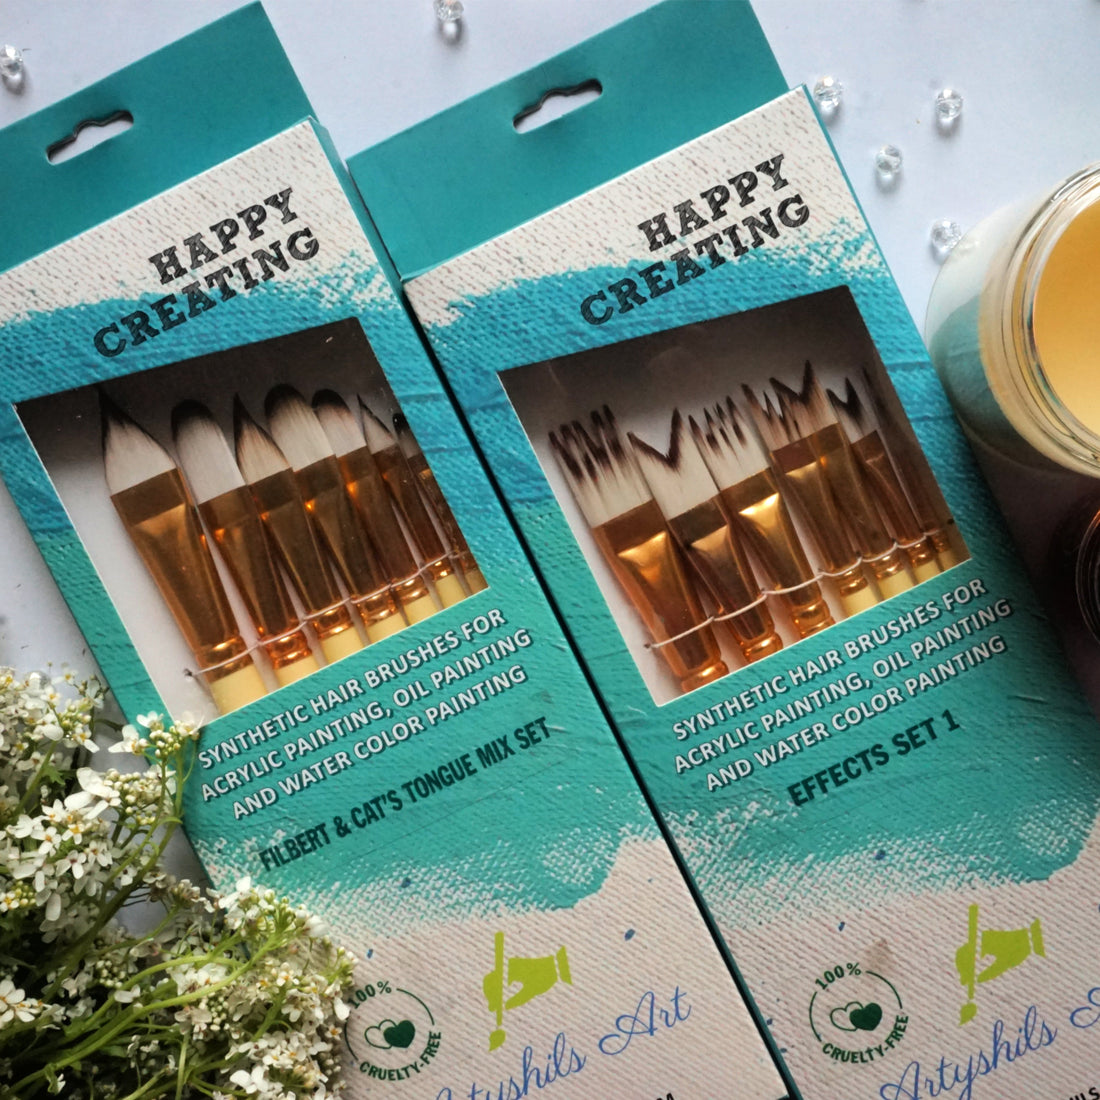 HAPPY
CREATING
SYNTHETIC HAIR BRUSHES FOR
ACRYLIC PAINTING, OIL PAINTING
AND WATER COLOR PAINTING
FILBERT & CAT'S TONGUE MIX SET
100%
CRUELTY-FREE
Artyshils Art
HAPPY
CREATING
SYNTHETIC HAIR BRUSHES FOR
ACRYLIC PAINTING, OIL PAINTING
AND WATER COLOR PAINTING
EFFECTS SET 1
100%
CRUELTY-FREE
Artyshils